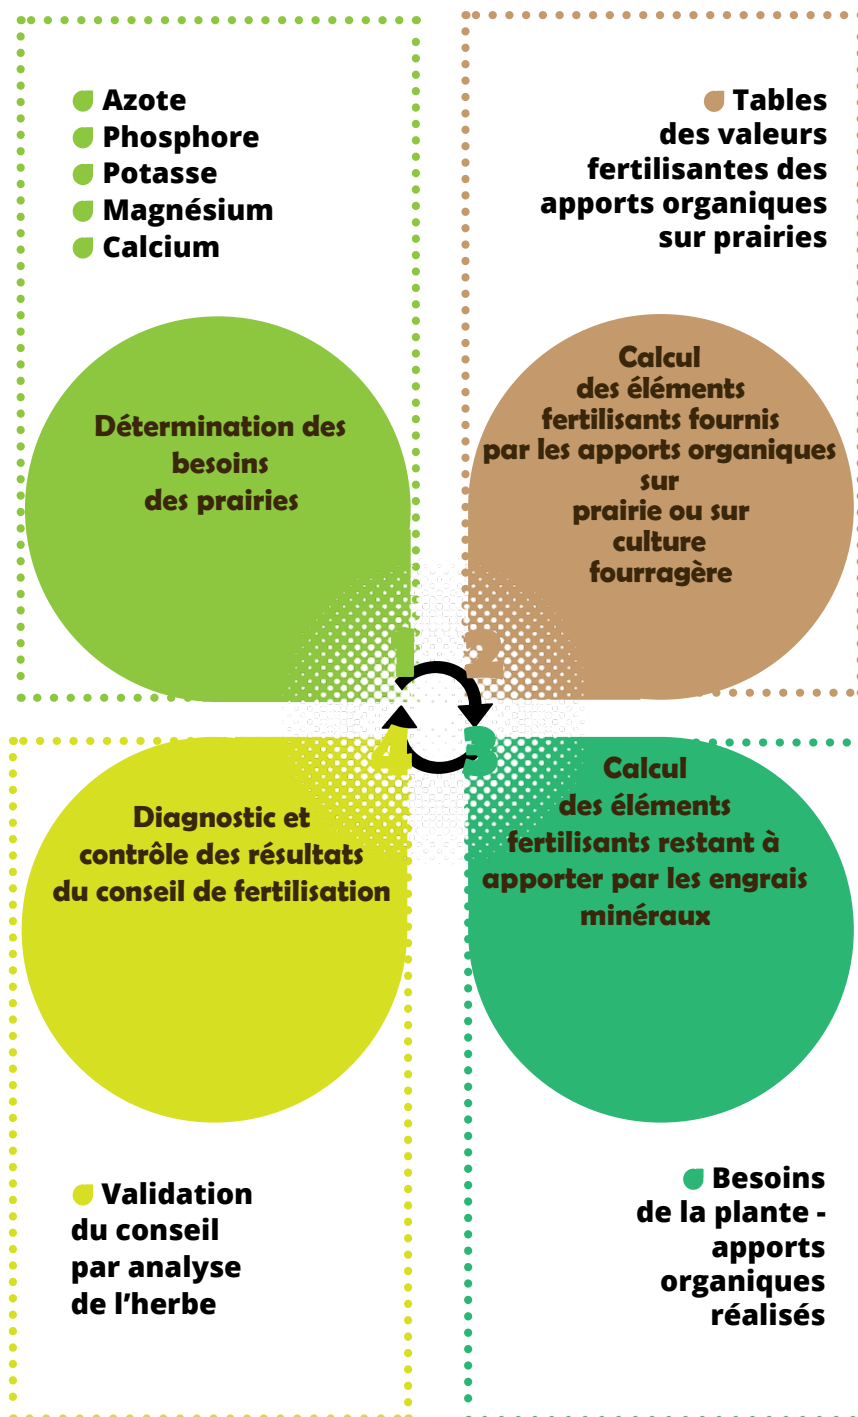 Azote
Phosphore
Potasse
Magnésium
Calcium
Détermination des
besoins
des prairies
1
Tables
des valeurs
fertilisantes des
apports organiques
sur prairies
Calcul
des éléments
fertilisants fournis
par les apports organiques
sur
prairie ou sur
culture
fourragère
2
3
Calcul
des éléments
fertilisants restant à
apporter par les engrais
minéraux
Besoins
de la plante -
apports
organiques
réalisés
4
Diagnostic et
contrôle des résultats
du conseil de fertilisation
Validation
du conseil
par analyse
de l’herbe